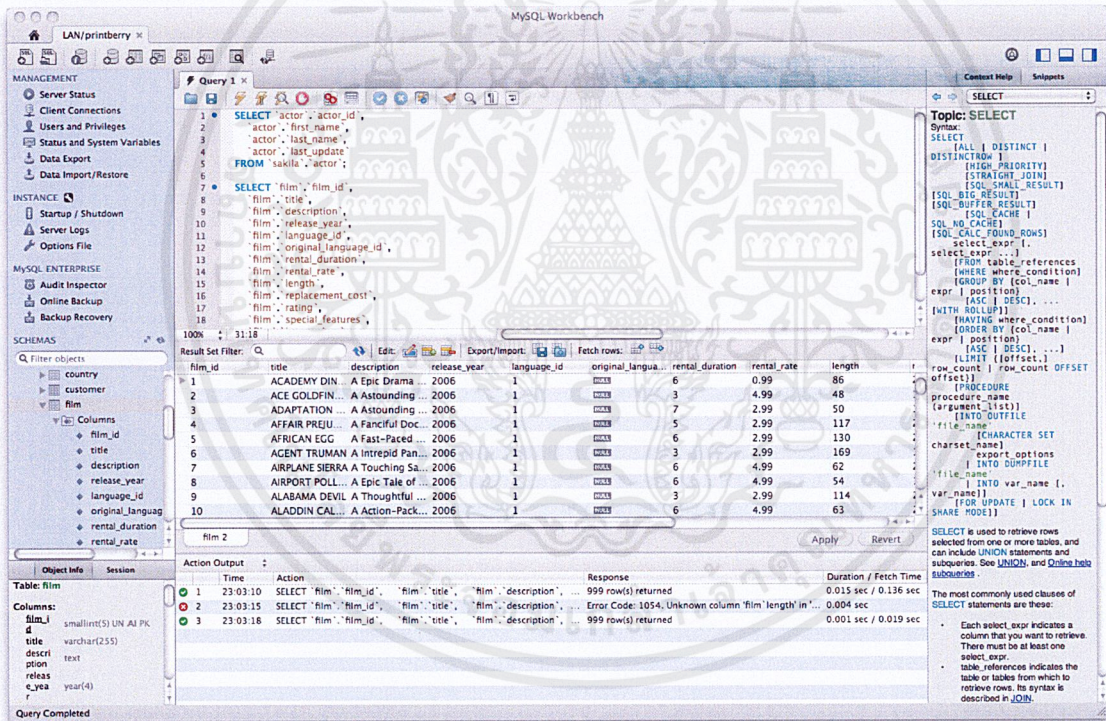 MySQL Workbench
LAN/printberry ×
MANAGEMENT
Server Status
Client Connections
Users and Privileges
Status and System Variables
Data Export
Data Import/Restore
INSTANCE
Startup / Shutdown
Server Logs
Options File
MySQL ENTERPRISE
Audit Inspector
Online Backup
Backup Recovery
SCHEMAS
Filter objects
country
customer
film
Columns
film_id
title
description
release_year
language_id
original_languag
rental_duration
rental_rate
Object Info Session
Table: film
Columns:
film_i
d smallint(5) UN AI PK
title varchar(255)
descri
ption text
releas
e_yea
r year(4)
Query Completed
Query 1 ×
1 SELECT `actor`.`actor_id`,
2 `actor`.`first_name`,
3 `actor`.`last_name`,
4 `actor`.`last_update`
5 FROM `sakila`.`actor`;
6
7 SELECT `film`.`film_id`,
8 `film`.`title`,
9 `film`.`description`,
10 `film`.`release_year`,
11 `film`.`language_id`,
12 `film`.`original_language_id`,
13 `film`.`rental_duration`,
14 `film`.`rental_rate`,
15 `film`.`length`,
16 `film`.`replacement_cost`,
17 `film`.`rating`,
18 `film`.`special_features`,
100% 31:18
Result Set Filter: Edit: Export/Import: Fetch rows:
film_id title description release_year language_id original_langua... rental_duration rental_rate length r
1 ACADEMY DIN... A Epic Drama ... 2006 1 NULL 6 0.99 86
2 ACE GOLDFIN... A Astounding ... 2006 1 NULL 3 4.99 48
3 ADAPTATION ... A Astounding ... 2006 1 NULL 7 2.99 50
4 AFFAIR PREJU... A Fanciful Doc... 2006 1 NULL 5 2.99 117
5 AFRICAN EGG A Fast-Paced ... 2006 1 NULL 6 2.99 130
6 AGENT TRUMAN A Intrepid Pan... 2006 1 NULL 3 2.99 169
7 AIRPLANE SIERRA A Touching Sa... 2006 1 NULL 6 4.99 62
8 AIRPORT POLL... A Epic Tale of ... 2006 1 NULL 6 4.99 54
9 ALABAMA DEVIL A Thoughtful ... 2006 1 NULL 3 2.99 114
10 ALADDIN CAL... A Action-Pack... 2006 1 NULL 6 4.99 63
film 2 Apply Revert
Action Output
Time Action Response Duration / Fetch Time
1 23:03:10 SELECT `film`.`film_id`, `film`.`title`, `film`.`description`, ... 999 row(s) returned 0.015 sec / 0.136 sec
2 23:03:15 SELECT `film`.`film_id`, `film`.`title`, `film`.`description`, ... Error Code: 1054. Unknown column 'film`length' in '... 0.004 sec
3 23:03:18 SELECT `film`.`film_id`, `film`.`title`, `film`.`description`, ... 999 row(s) returned 0.001 sec / 0.019 sec
Context Help Snippets
SELECT
Topic: SELECT
Syntax:
SELECT
[ALL | DISTINCT |
DISTINCTROW ]
[HIGH_PRIORITY]
[STRAIGHT_JOIN]
[SQL_SMALL_RESULT]
[SQL_BIG_RESULT]
[SQL_BUFFER_RESULT]
[SQL_CACHE |
SQL_NO_CACHE]
[SQL_CALC_FOUND_ROWS]
select_expr [,
select_expr ...]
[FROM table_references
[WHERE where_condition]
[GROUP BY {col_name |
expr | position}
[ASC | DESC], ...
[WITH ROLLUP]]
[HAVING where_condition]
[ORDER BY {col_name |
expr | position}
[ASC | DESC], ...]
[LIMIT {[offset,]
row_count | row_count OFFSET
offset}]
[PROCEDURE
procedure_name
(argument_list)]
[INTO OUTFILE
'file_name'
[CHARACTER SET
charset_name]
export_options
| INTO DUMPFILE
'file_name'
| INTO var_name [,
var_name]]
[FOR UPDATE | LOCK IN
SHARE MODE]]
SELECT is used to retrieve rows
selected from one or more tables, and
can include UNION statements and
subqueries. See UNION, and Online help
subqueries .
The most commonly used clauses of
SELECT statements are these:
• Each select_expr indicates a
column that you want to retrieve.
There must be at least one
select_expr.
• table_references indicates the
table or tables from which to
retrieve rows. Its syntax is
described in JOIN.